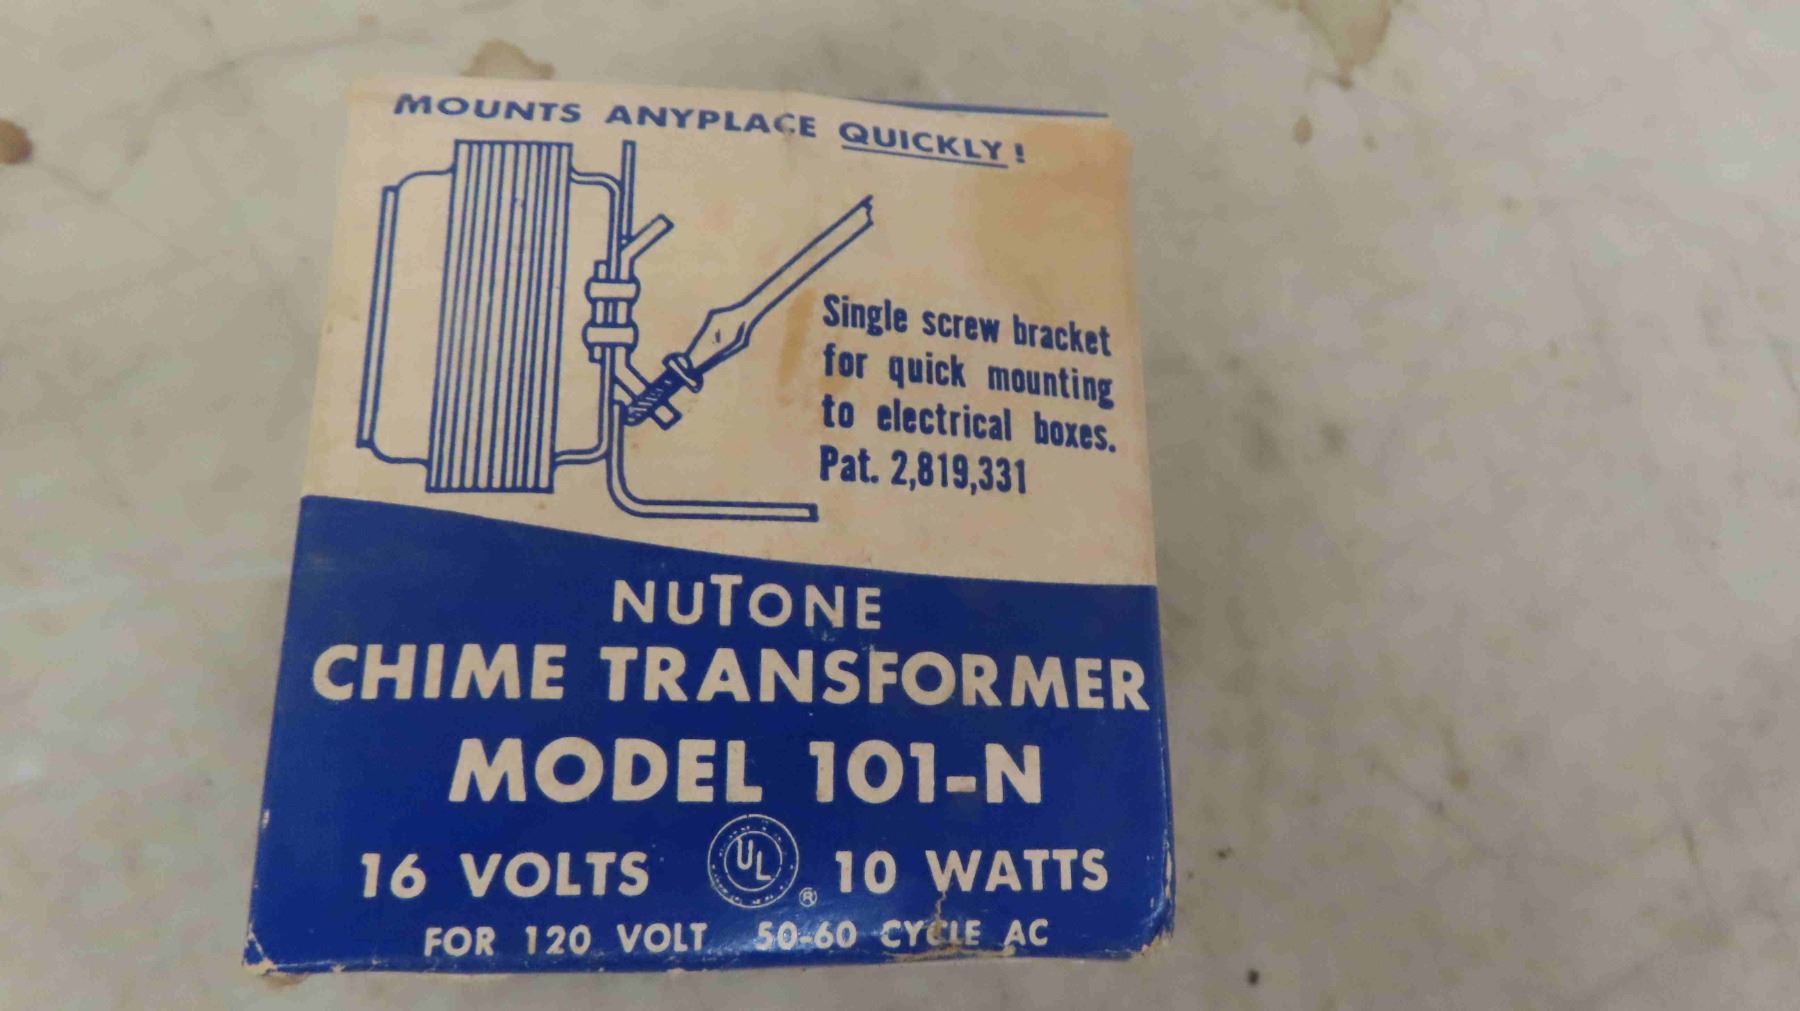 MOUNTS ANYPLACE QUICKLY!
Single screw bracket
for quick mounting
to electrical boxes.
Pat. 2,819,331
NUTONE
CHIME TRANSFORMER
MODEL 101-N
16 VOLTS UL ® 10 WATTS
FOR 120 VOLT 50-60 CYCLE AC